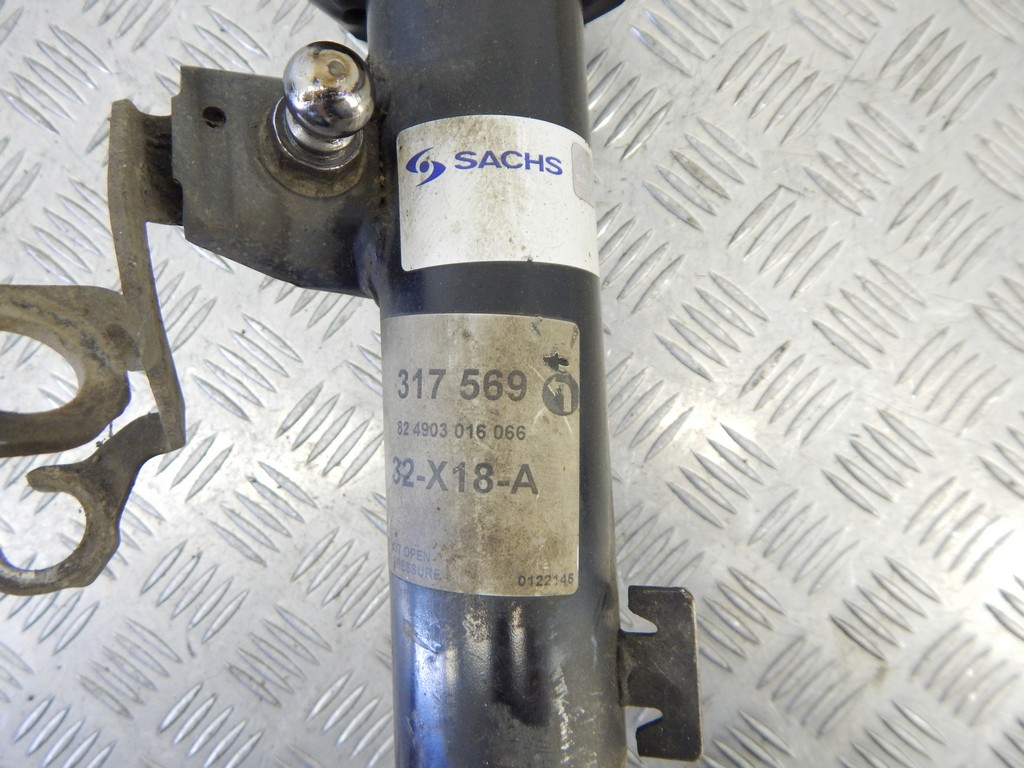 SACHS
317 569
82 4903 016 066
32-X18-A
OPEN
PRESSURE
0122145